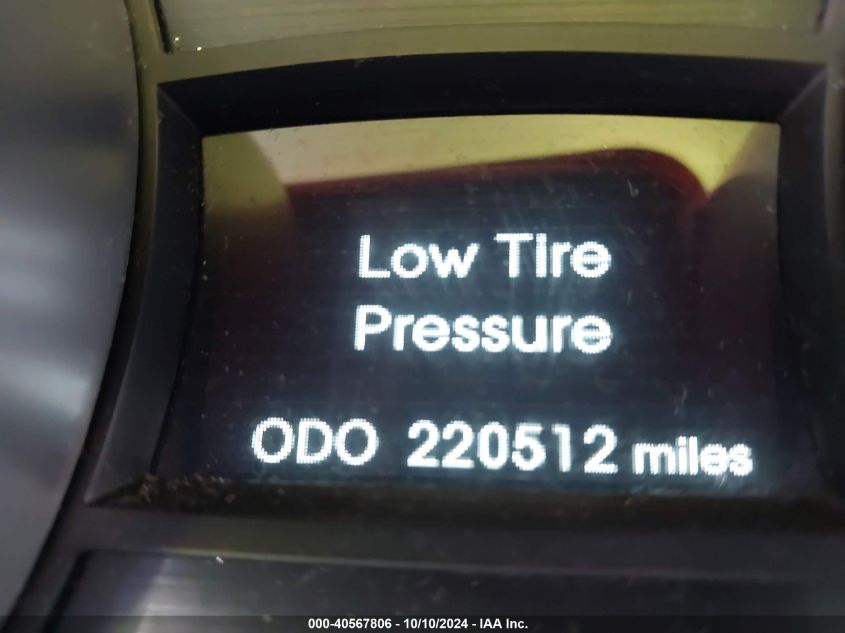 Low Tire
Pressure
ODO 220512 miles
000-40567806 - 10/10/2024 - IAA Inc.